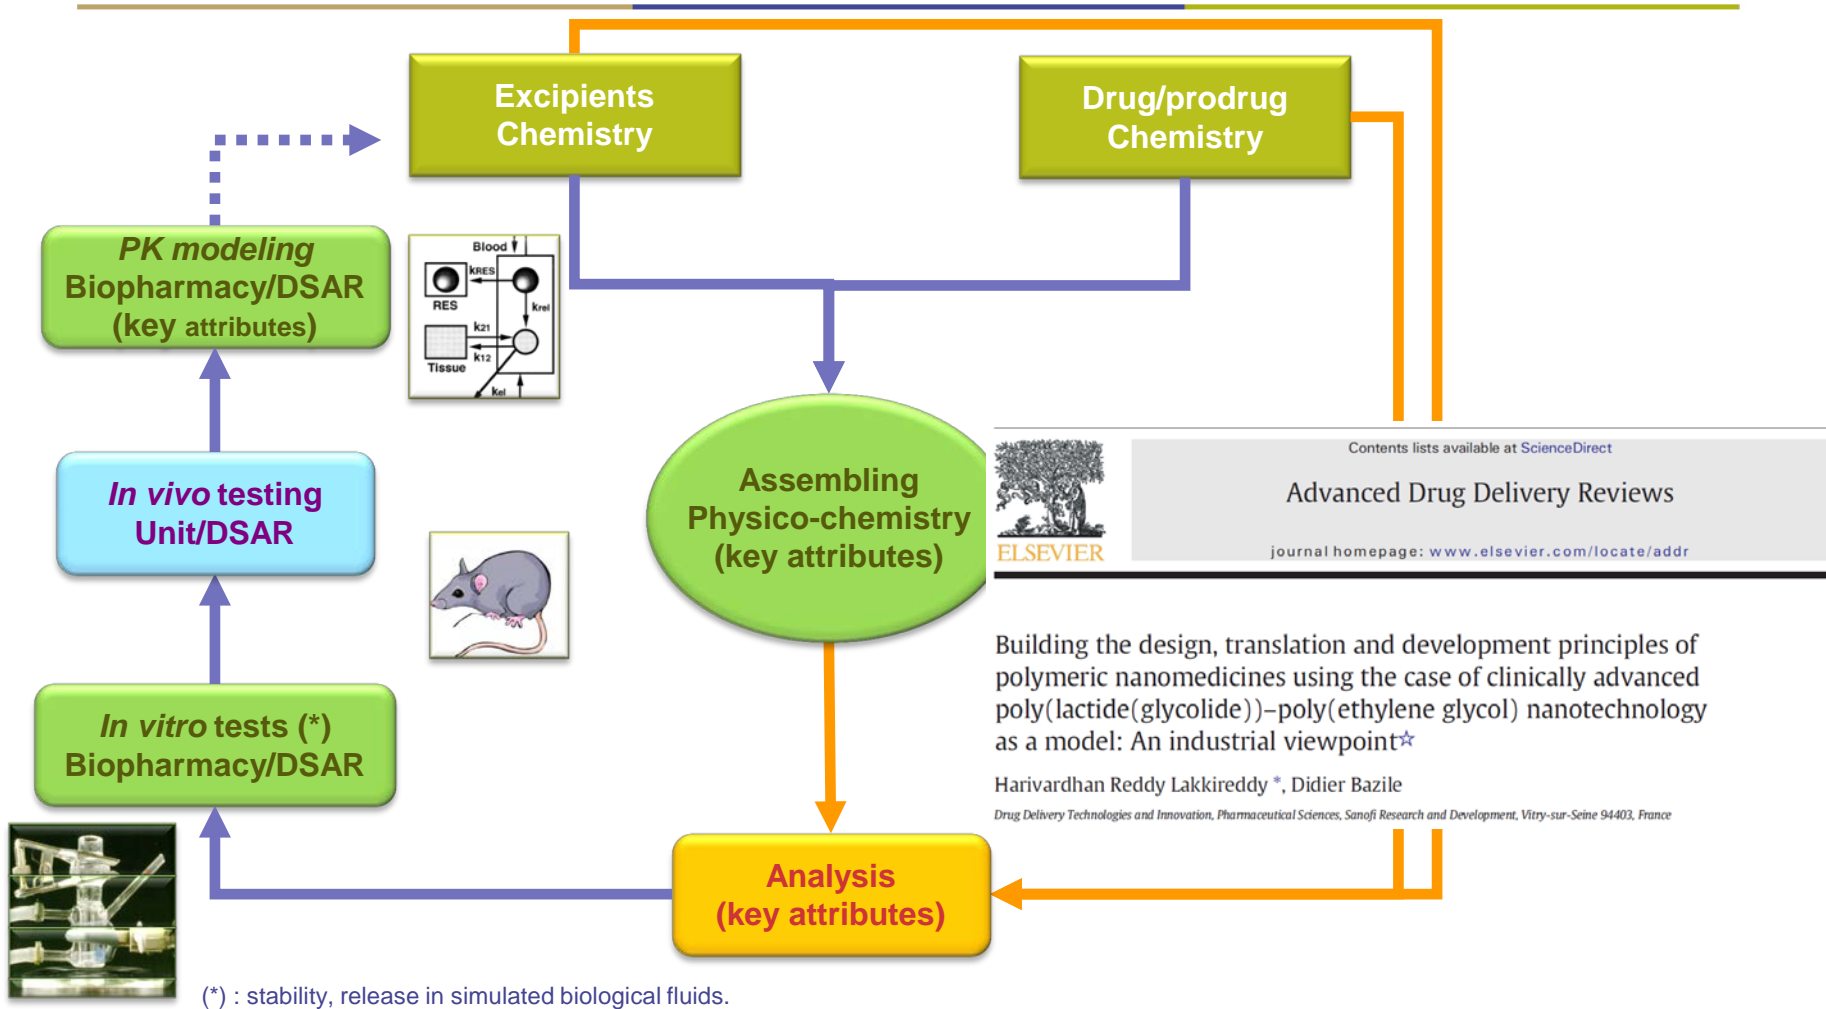 Excipients
Chemistry
Drug/prodrug
Chemistry
PK modeling
Biopharmacy/DSAR
(key attributes)
Blood
kRES
RES
krel
k21
k12
Tissue
kel
In vivo testing
Unit/DSAR
Assembling
Physico-chemistry
(key attributes)
Contents lists available at ScienceDirect
Advanced Drug Delivery Reviews
journal homepage: www.elsevier.com/locate/addr
ELSEVIER
Building the design, translation and development principles of
polymeric nanomedicines using the case of clinically advanced
poly(lactide(glycolide))–poly(ethylene glycol) nanotechnology
as a model: An industrial viewpoint☆
Harivardhan Reddy Lakkireddy *, Didier Bazile
Drug Delivery Technologies and Innovation, Pharmaceutical Sciences, Sanofi Research and Development, Vitry-sur-Seine 94403, France
In vitro tests (*)
Biopharmacy/DSAR
Analysis
(key attributes)
(*) : stability, release in simulated biological fluids.